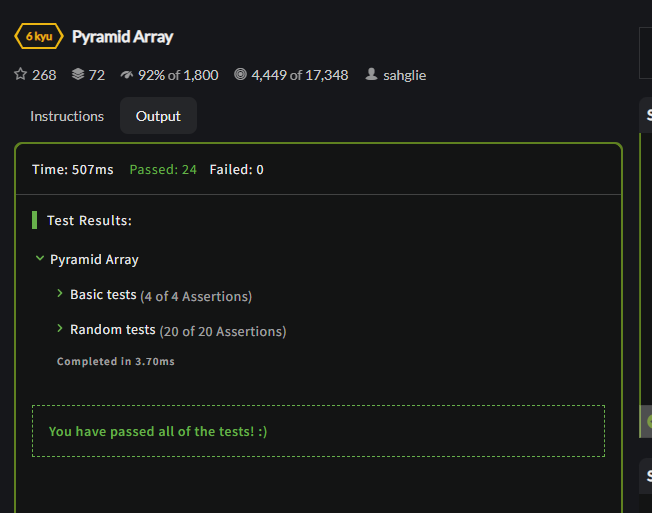 6 kyu Pyramid Array
268 72 92% of 1,800 4,449 of 17,348 sahglie
Instructions Output
Time: 507ms Passed: 24 Failed: 0
Test Results:
Pyramid Array
Basic tests (4 of 4 Assertions)
Random tests (20 of 20 Assertions)
Completed in 3.70ms
You have passed all of the tests! :)